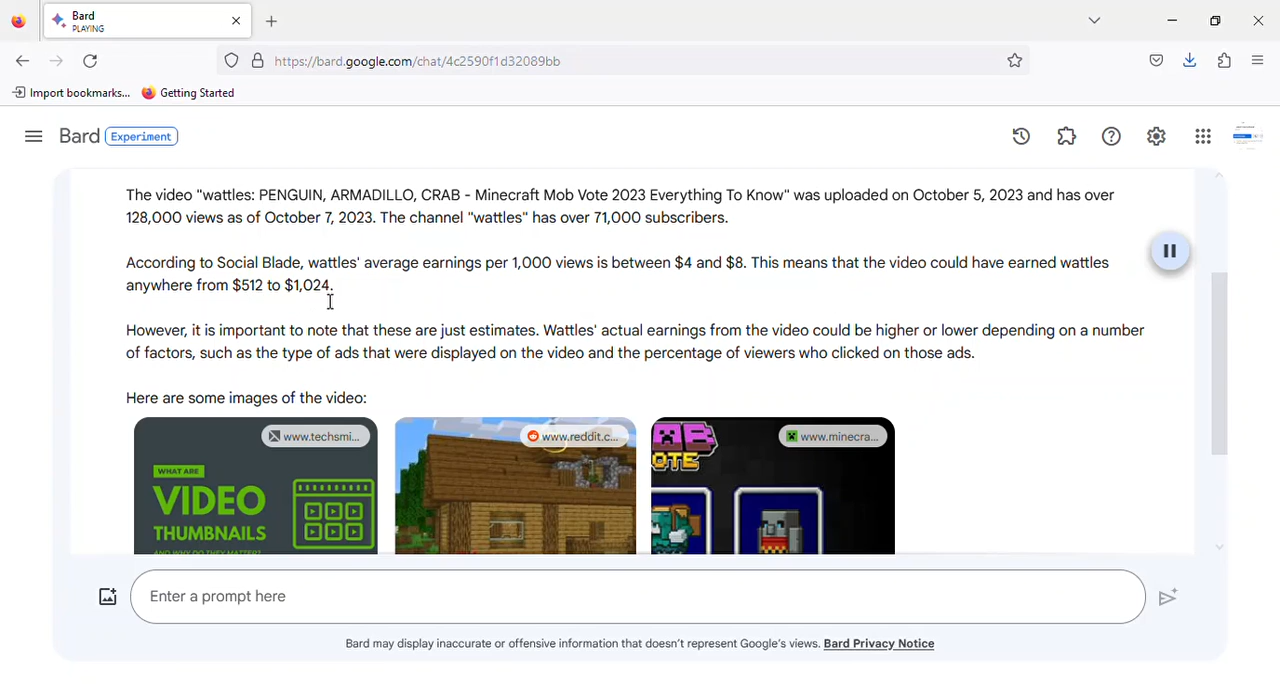 Bard
PLAYING
https://bard.google.com/chat/4c2590f1d32089bb
Import bookmarks...
Getting Started
Bard Experiment
The video "wattles: PENGUIN, ARMADILLO, CRAB - Minecraft Mob Vote 2023 Everything To Know" was uploaded on October 5, 2023 and has over
128,000 views as of October 7, 2023. The channel "wattles" has over 71,000 subscribers.
According to Social Blade, wattles' average earnings per 1,000 views is between $4 and $8. This means that the video could have earned wattles
anywhere from $512 to $1,024.
However, it is important to note that these are just estimates. Wattles' actual earnings from the video could be higher or lower depending on a number
of factors, such as the type of ads that were displayed on the video and the percentage of viewers who clicked on those ads.
Here are some images of the video:
www.techsmi...
www.reddit.c...
www.minecra...
WHAT ARE
VIDEO
THUMBNAILS
AND WHY DO THEY MATTER?
Enter a prompt here
Bard may display inaccurate or offensive information that doesn't represent Google's views. Bard Privacy Notice